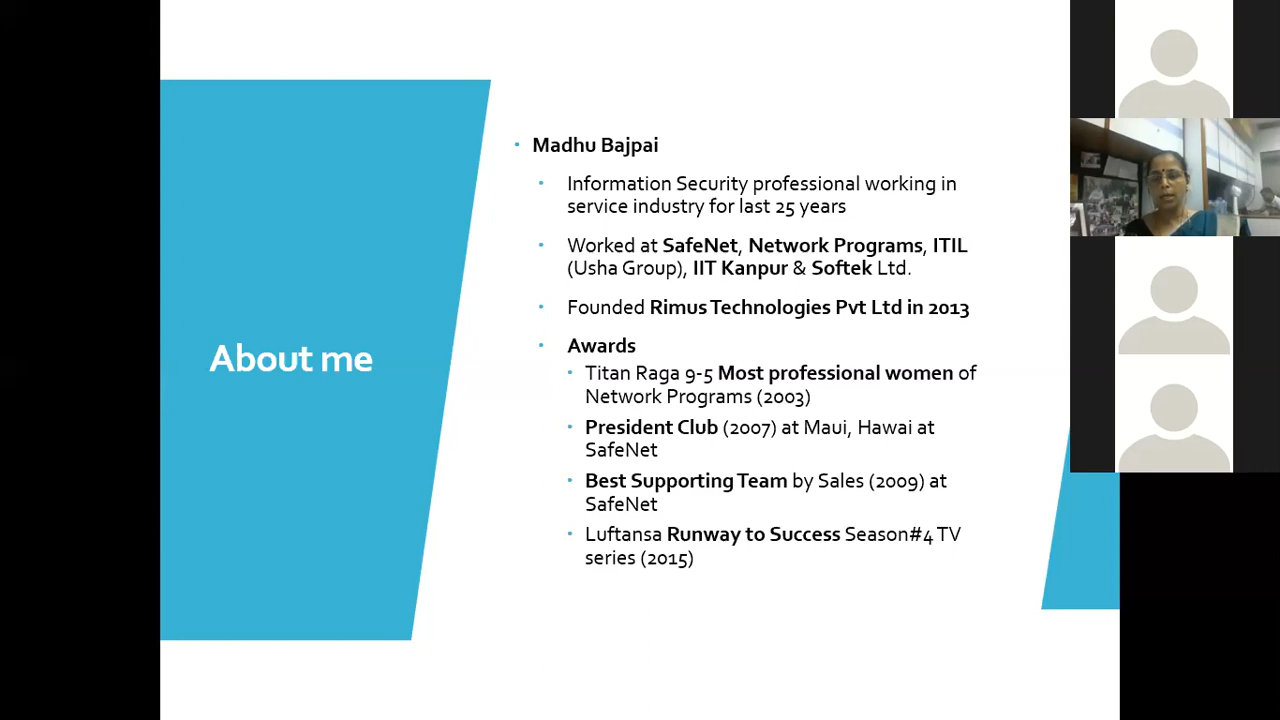 About me
Madhu Bajpai
Information Security professional working in
service industry for last 25 years
Worked at SafeNet, Network Programs, ITIL
(Usha Group), IIT Kanpur & Softek Ltd.
Founded Rimus Technologies Pvt Ltd in 2013
Awards
Titan Raga 9-5 Most professional women of
Network Programs (2003)
President Club (2007) at Maui, Hawai at
SafeNet
Best Supporting Team by Sales (2009) at
SafeNet
Luftansa Runway to Success Season#4 TV
series (2015)